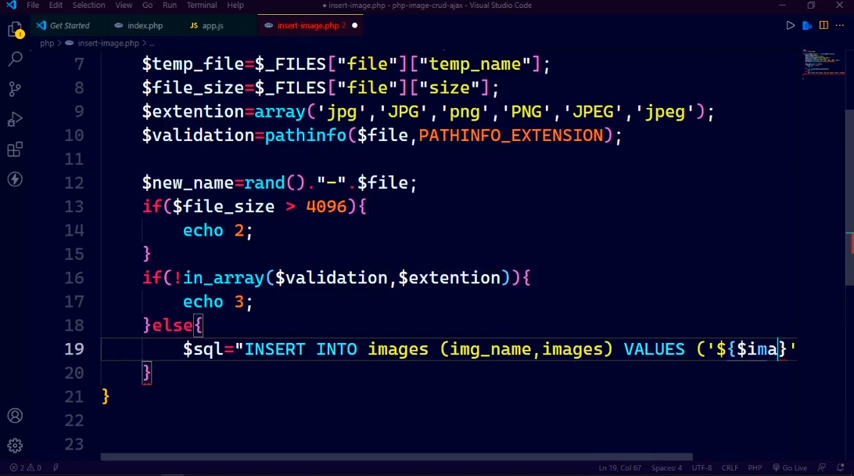 File Edit Selection View Go Run Terminal Help
• insert-image.php - php-image-crud-ajax - Visual Studio Code
Get Started index.php JS app.js insert-image.php 2
php > insert-image.php > ...
7 $temp_file=$_FILES["file"]["temp_name"];
8 $file_size=$_FILES["file"]["size"];
9 $extention=array('jpg','JPG','png','PNG','JPEG','jpeg');
10 $validation=pathinfo($file,PATHINFO_EXTENSION);
11
12 $new_name=rand()."-".$file;
13 if($file_size > 4096){
14 echo 2;
15 }
16 if(!in_array($validation,$extention)){
17 echo 3;
18 }else{
19 $sql="INSERT INTO images (img_name,images) VALUES ('${$ima}'
20 }
21 }
22
23
2 0 Ln 19, Col 67 Spaces: 4 UTF-8 CRLF PHP Go Live